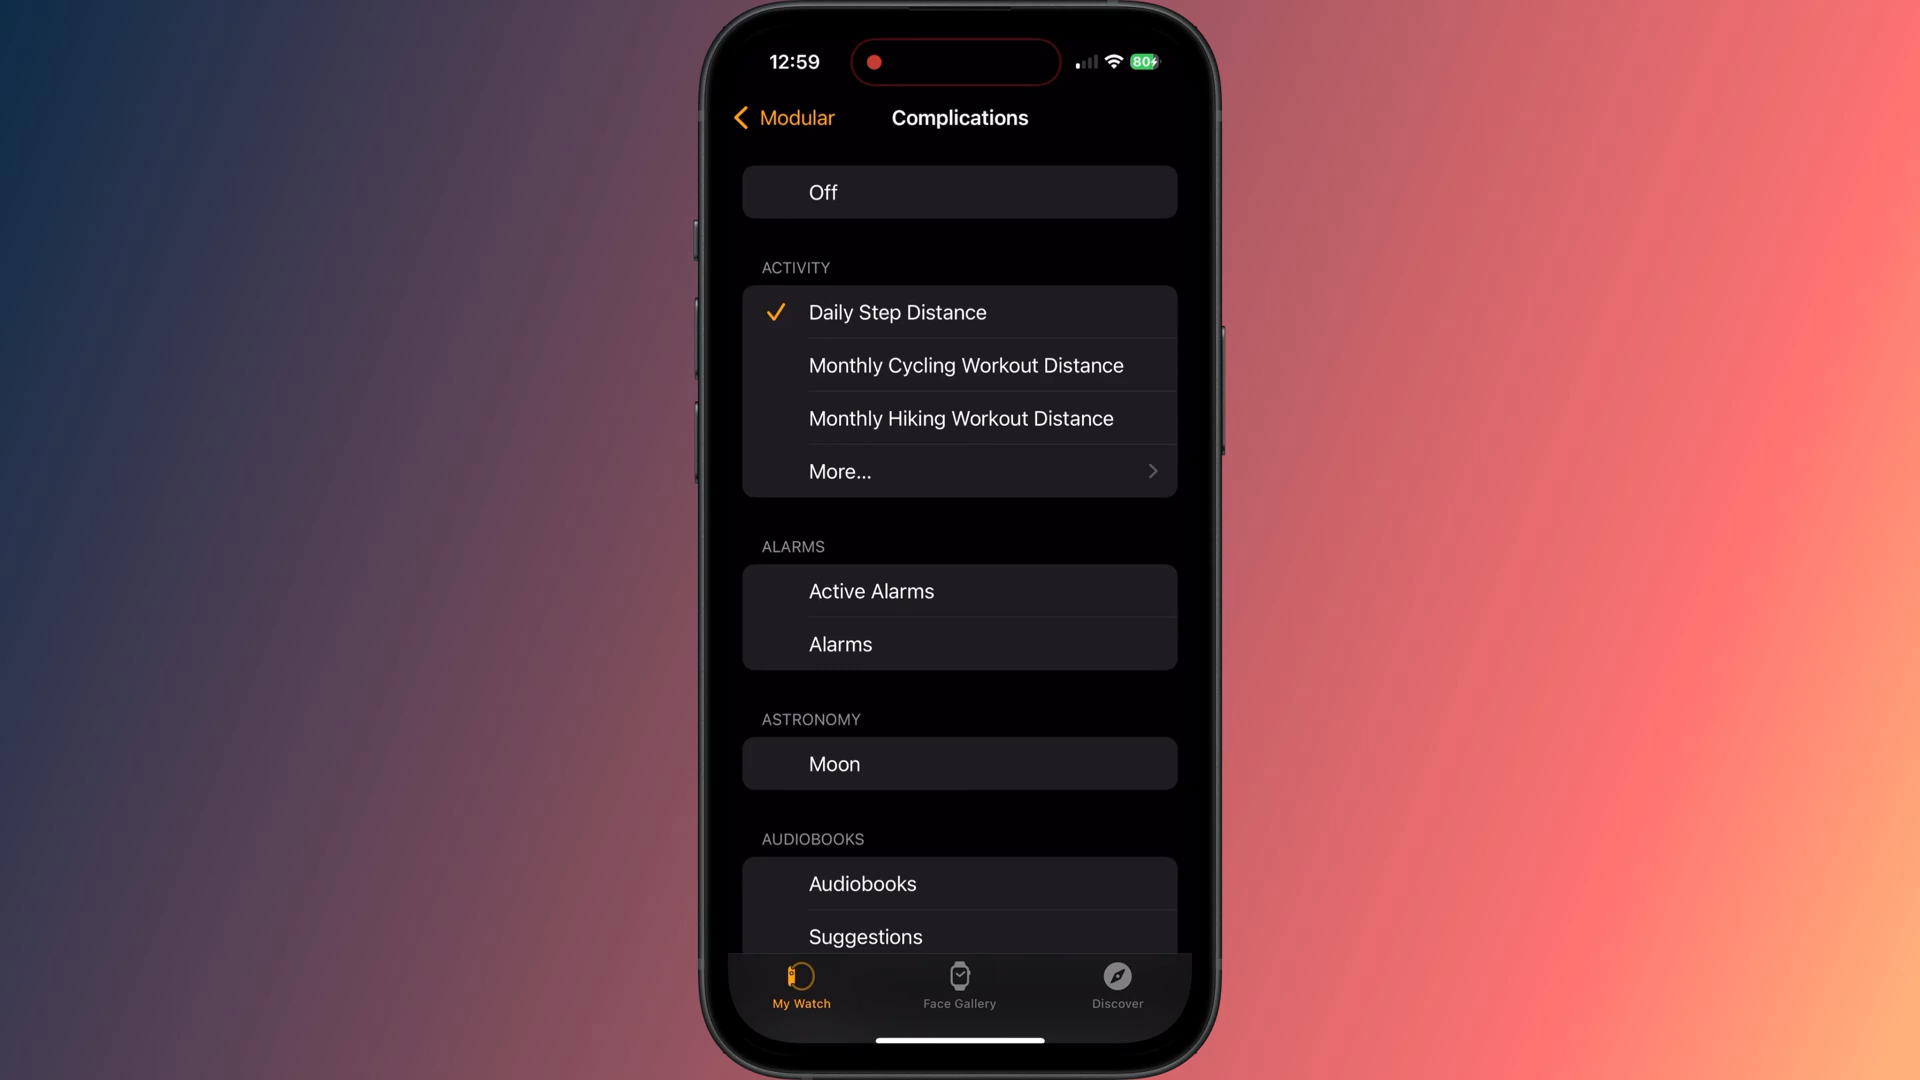 12:59
80
Modular
Complications
Off
ACTIVITY
Daily Step Distance
Monthly Cycling Workout Distance
Monthly Hiking Workout Distance
More...
ALARMS
Active Alarms
Alarms
ASTRONOMY
Moon
AUDIOBOOKS
Audiobooks
Suggestions
My Watch
Face Gallery
Discover